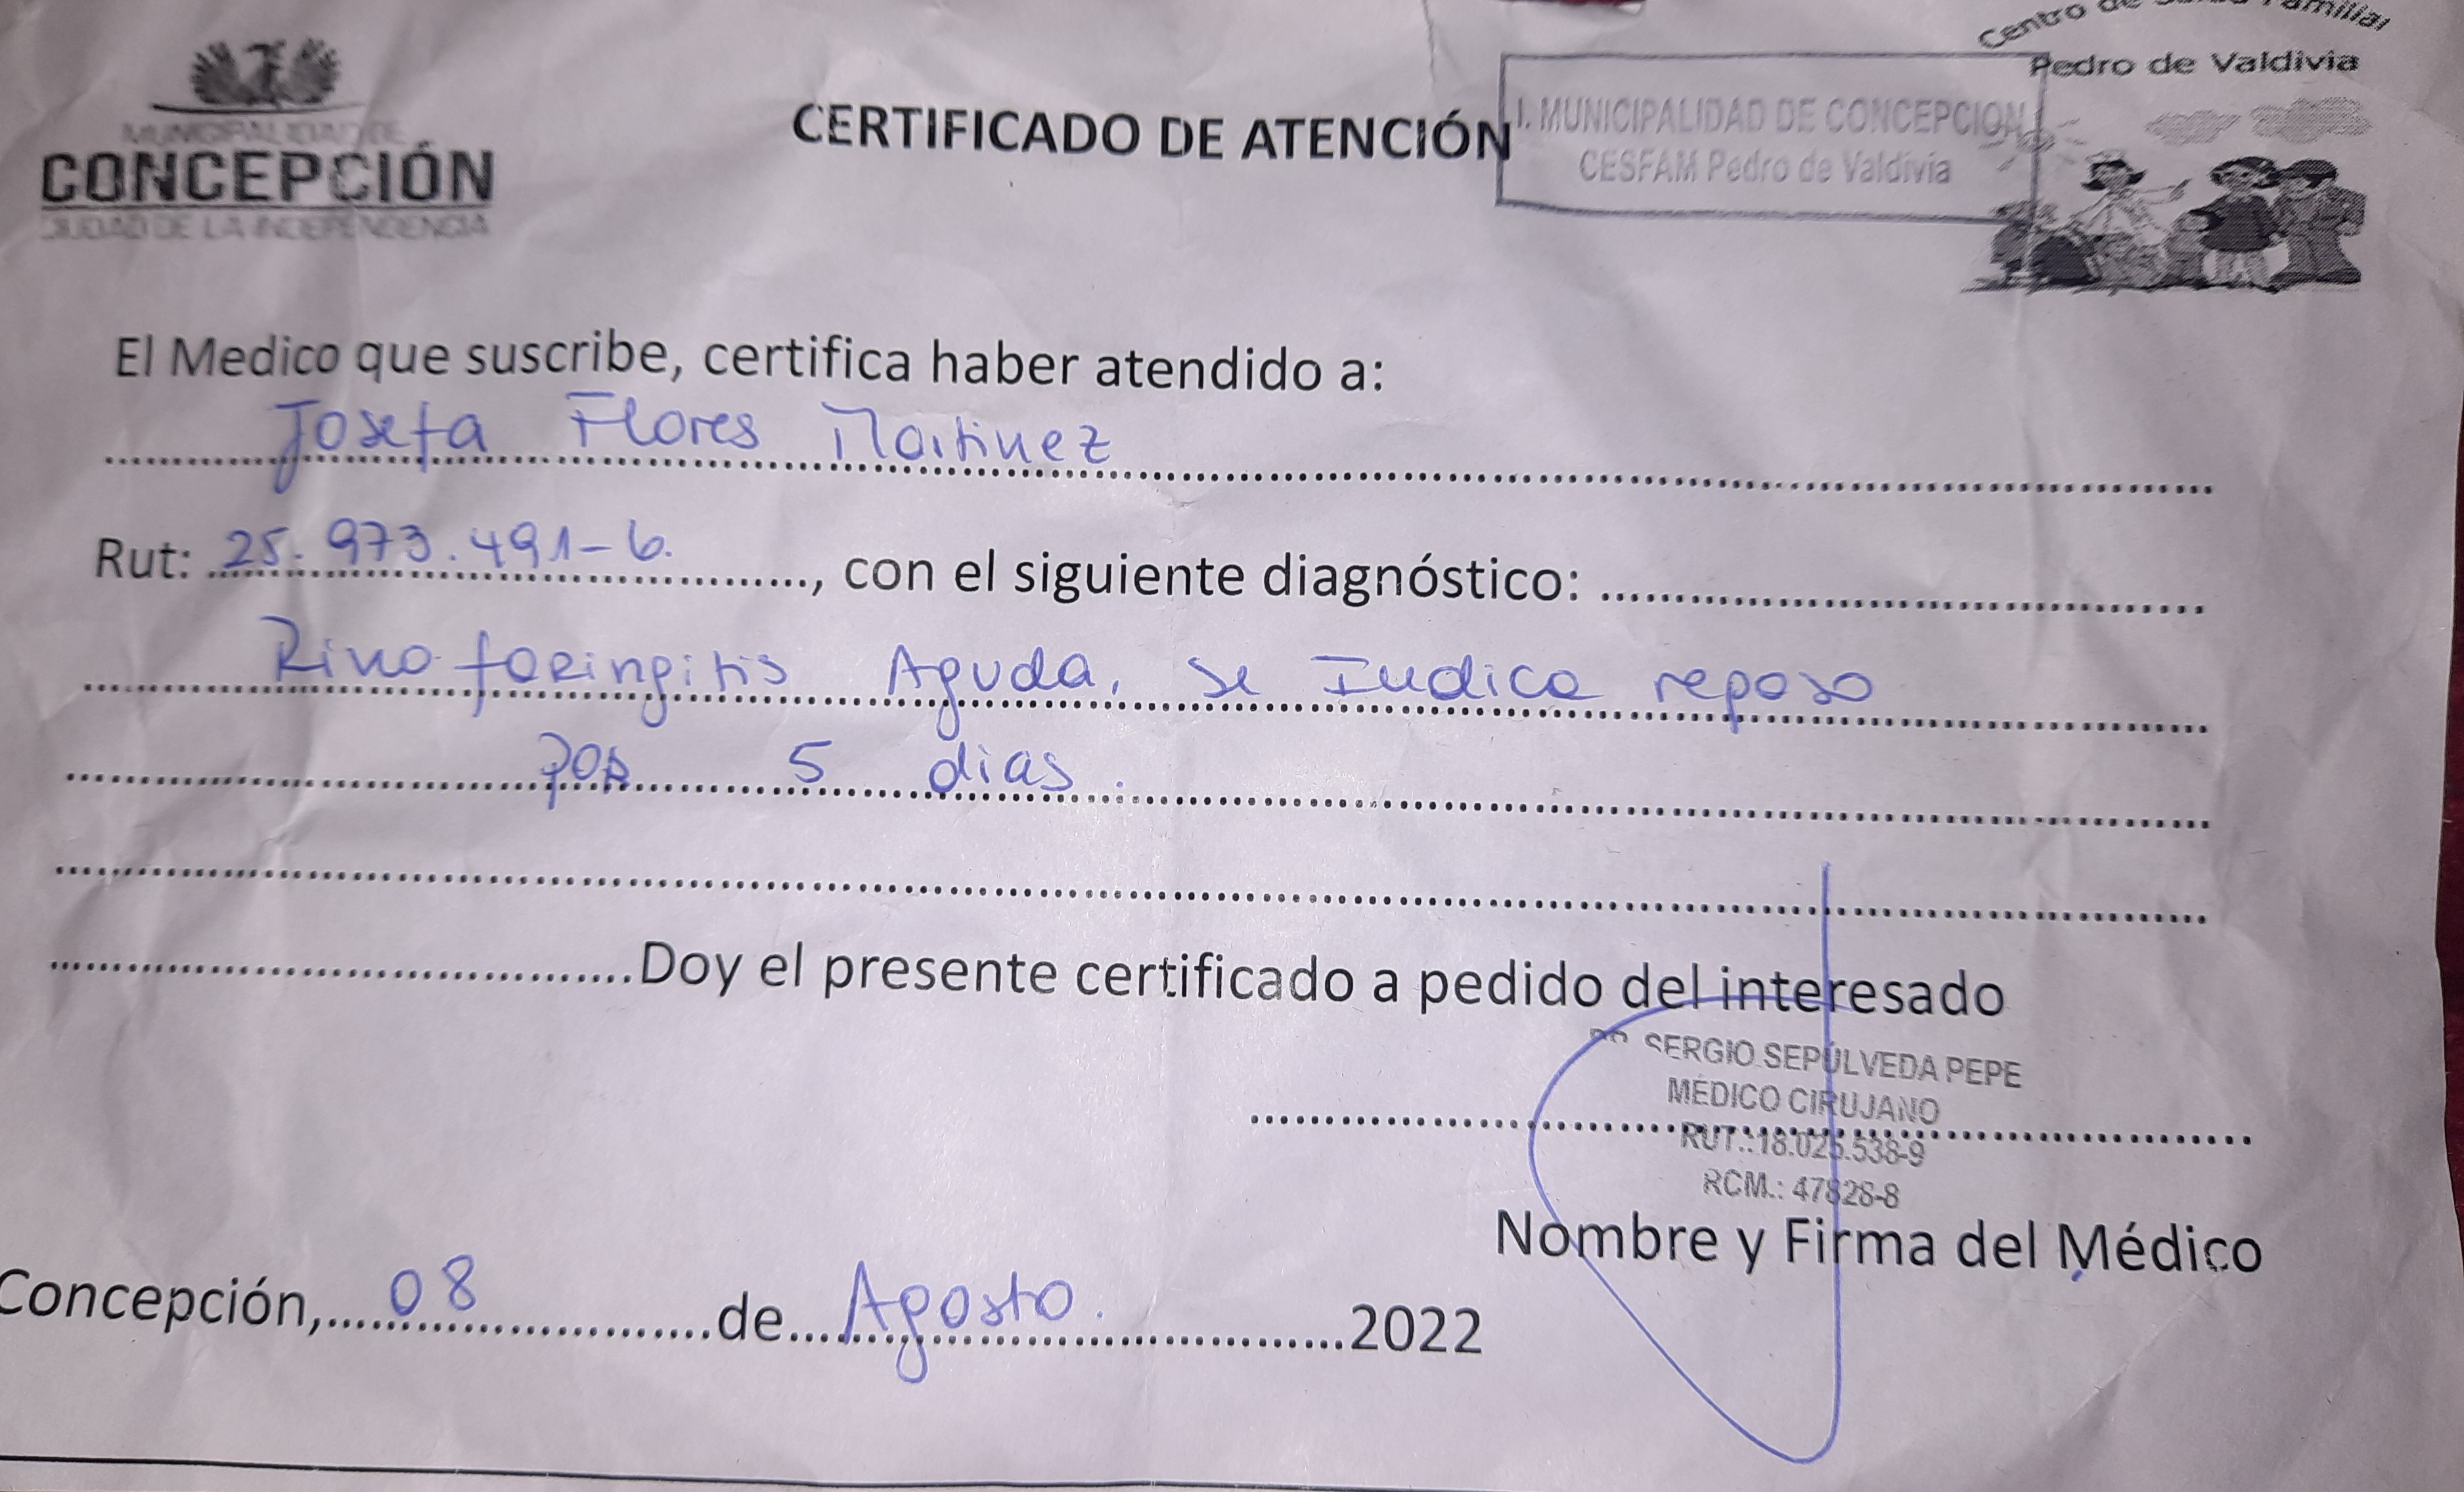 Centro de Salud Familiar
Pedro de Valdivia
MUNICIPALIDAD DE
CONCEPCIÓN
CIUDAD DE LA INDEPENDENCIA
CERTIFICADO DE ATENCIÓN
I. MUNICIPALIDAD DE CONCEPCION
CESFAM Pedro de Valdivia
El Medico que suscribe, certifica haber atendido a:
Josefa Flores Martinez
Rut: 25.973.491-6., con el siguiente diagnóstico:
Rinofaringitis Aguda, se Indica reposo
por 5 dias.
Doy el presente certificado a pedido del interesado
DR. SERGIO SEPÚLVEDA PEPE
MÉDICO CIRUJANO
RUT.:18.025.538-9
RCM.: 47828-8
Nombre y Firma del Médico
Concepción, 08 de Agosto. 2022